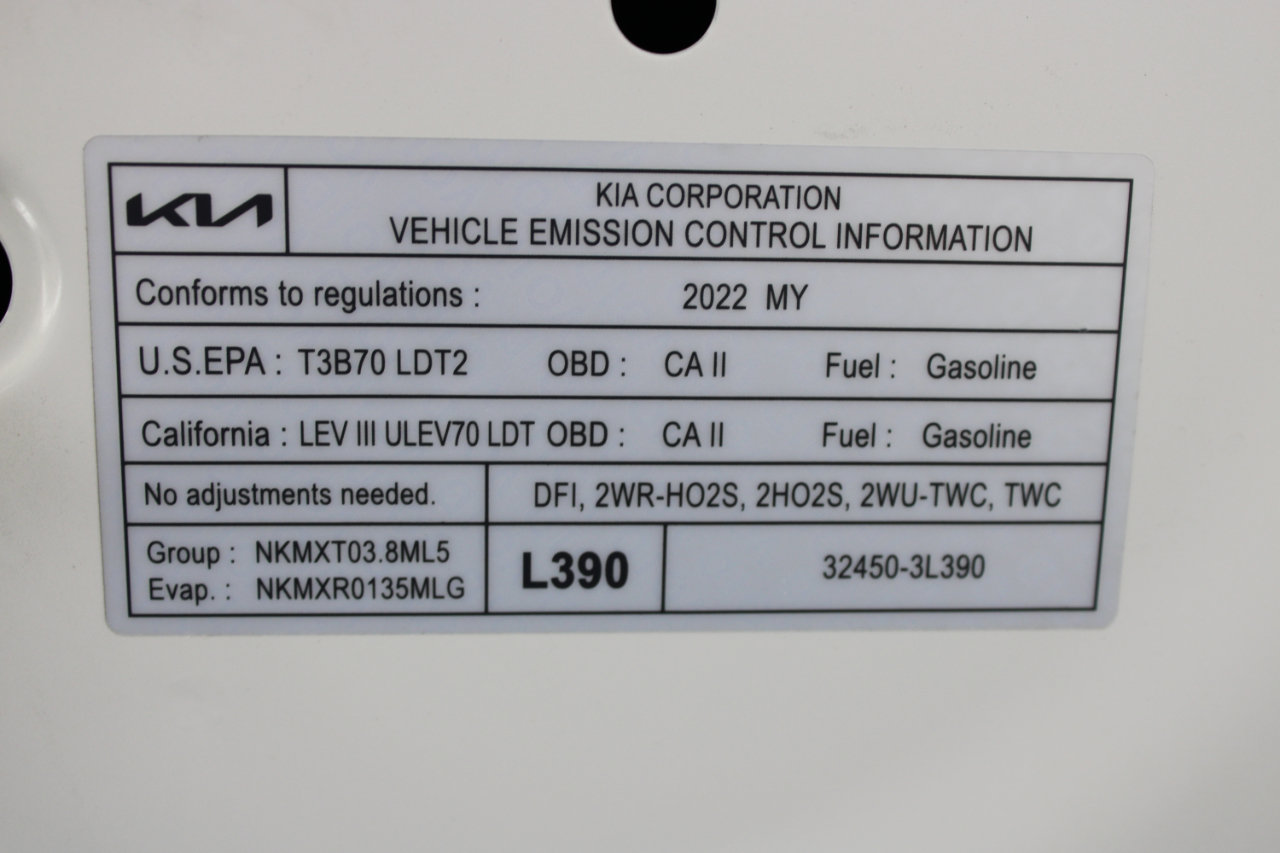 KIA
KIA CORPORATION
VEHICLE EMISSION CONTROL INFORMATION
Conforms to regulations : 2022 MY
U.S.EPA : T3B70 LDT2 OBD : CA II Fuel : Gasoline
California : LEV III ULEV70 LDT OBD : CA II Fuel : Gasoline
No adjustments needed. DFI, 2WR-HO2S, 2HO2S, 2WU-TWC, TWC
Group : NKMXT03.8ML5
Evap. : NKMXR0135MLG
L390
32450-3L390